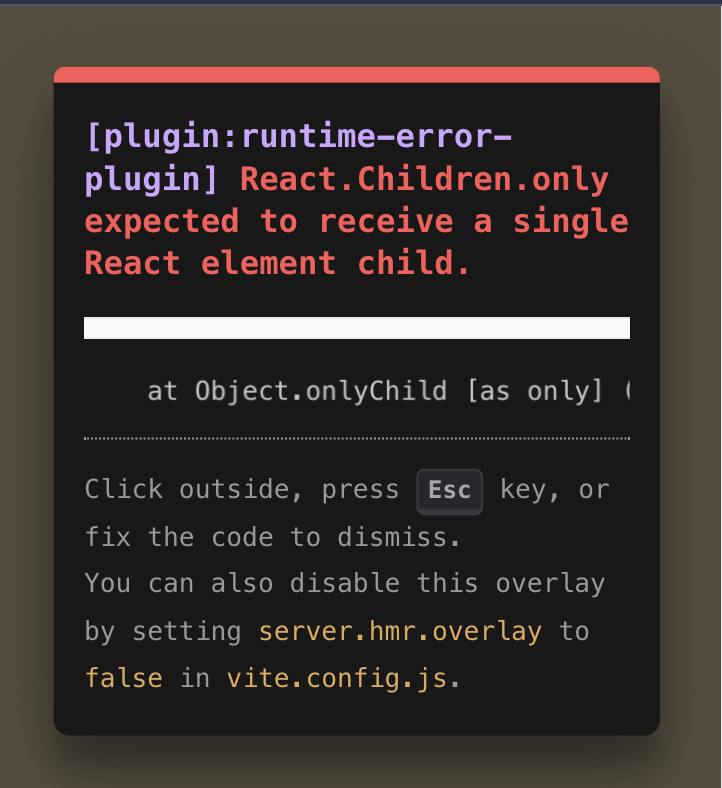 [plugin:runtime-error-
plugin] React.Children.only
expected to receive a single
React element child.
at Object.onlyChild [as only] (
Click outside, press Esc key, or
fix the code to dismiss.
You can also disable this overlay
by setting server.hmr.overlay to
false in vite.config.js.